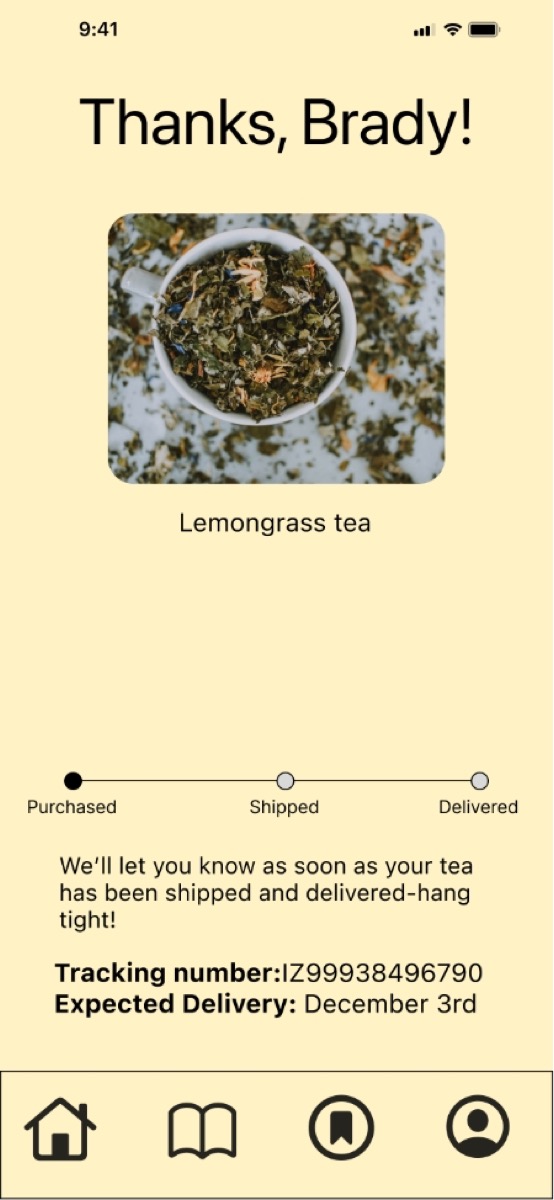 9:41
Thanks, Brady!
Lemongrass tea
Purchased Shipped Delivered
We’ll let you know as soon as your tea
has been shipped and delivered-hang
tight!
Tracking number:IZ99938496790
Expected Delivery: December 3rd